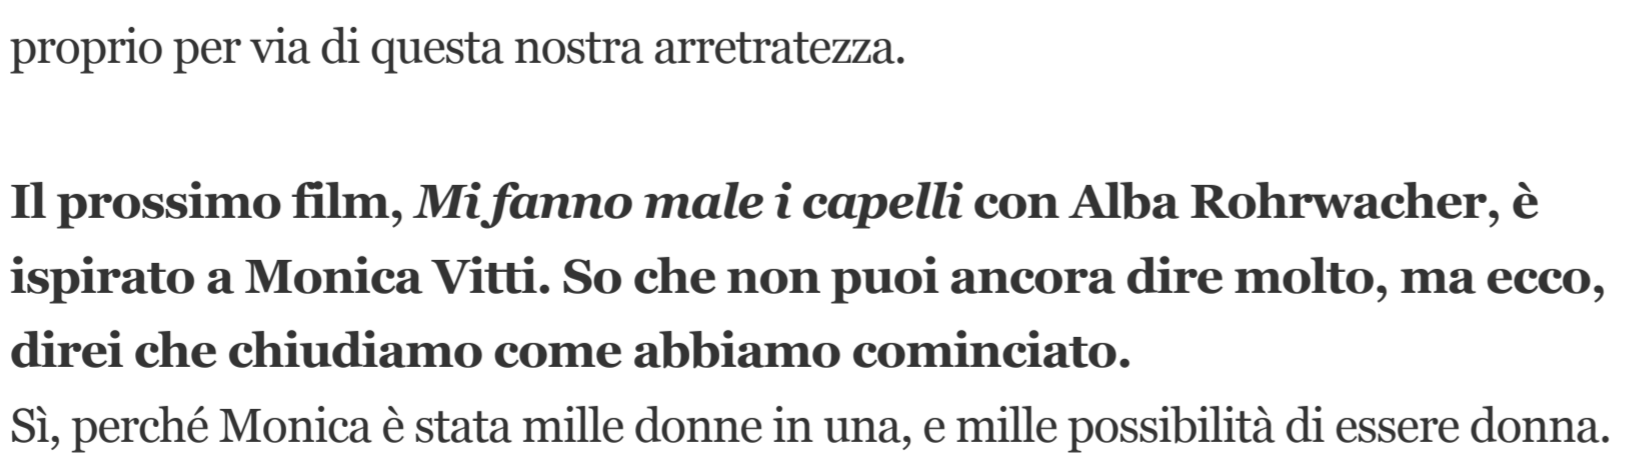 proprio per via di questa nostra arretratezza.
Il prossimo film, Mi fanno male i capelli con Alba Rohrwacher, è
ispirato a Monica Vitti. So che non puoi ancora dire molto, ma ecco,
direi che chiudiamo come abbiamo cominciato.
Sì, perché Monica è stata mille donne in una, e mille possibilità di essere donna.